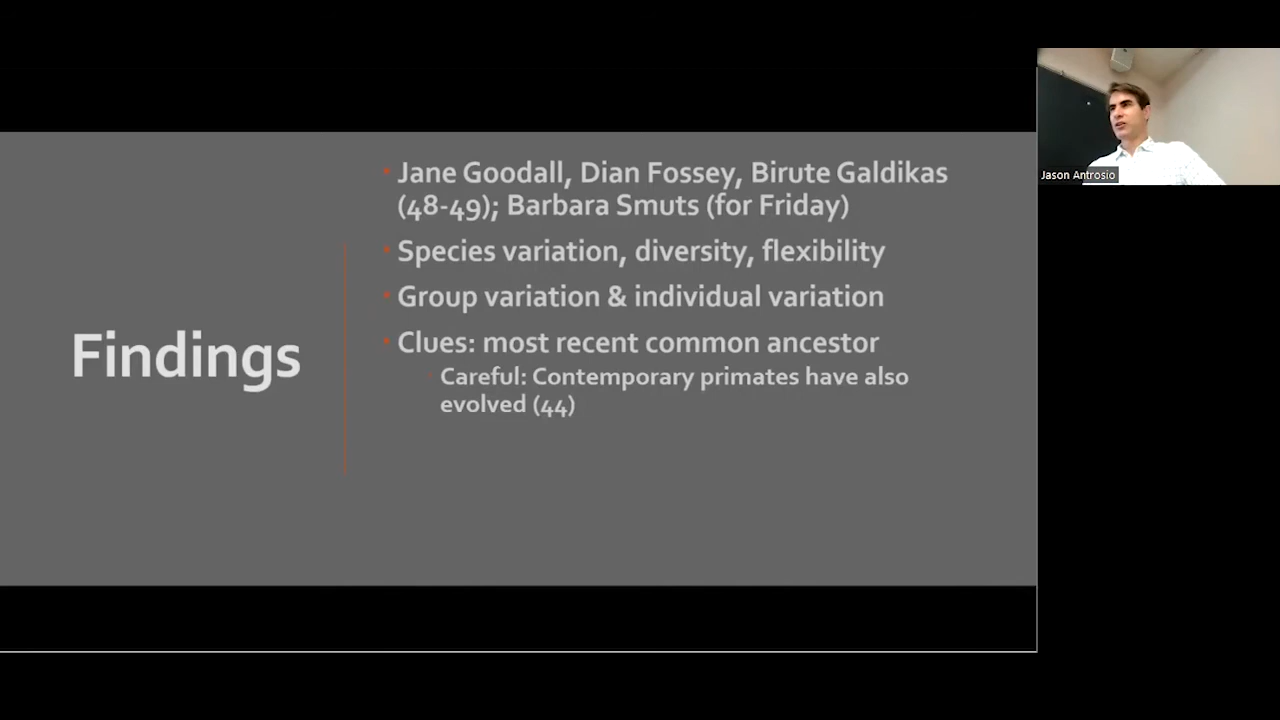 Findings
Jane Goodall, Dian Fossey, Birute Galdikas
(48-49); Barbara Smuts (for Friday)
Species variation, diversity, flexibility
Group variation & individual variation
Clues: most recent common ancestor
Careful: Contemporary primates have also
evolved (44)
Jason Antrosio